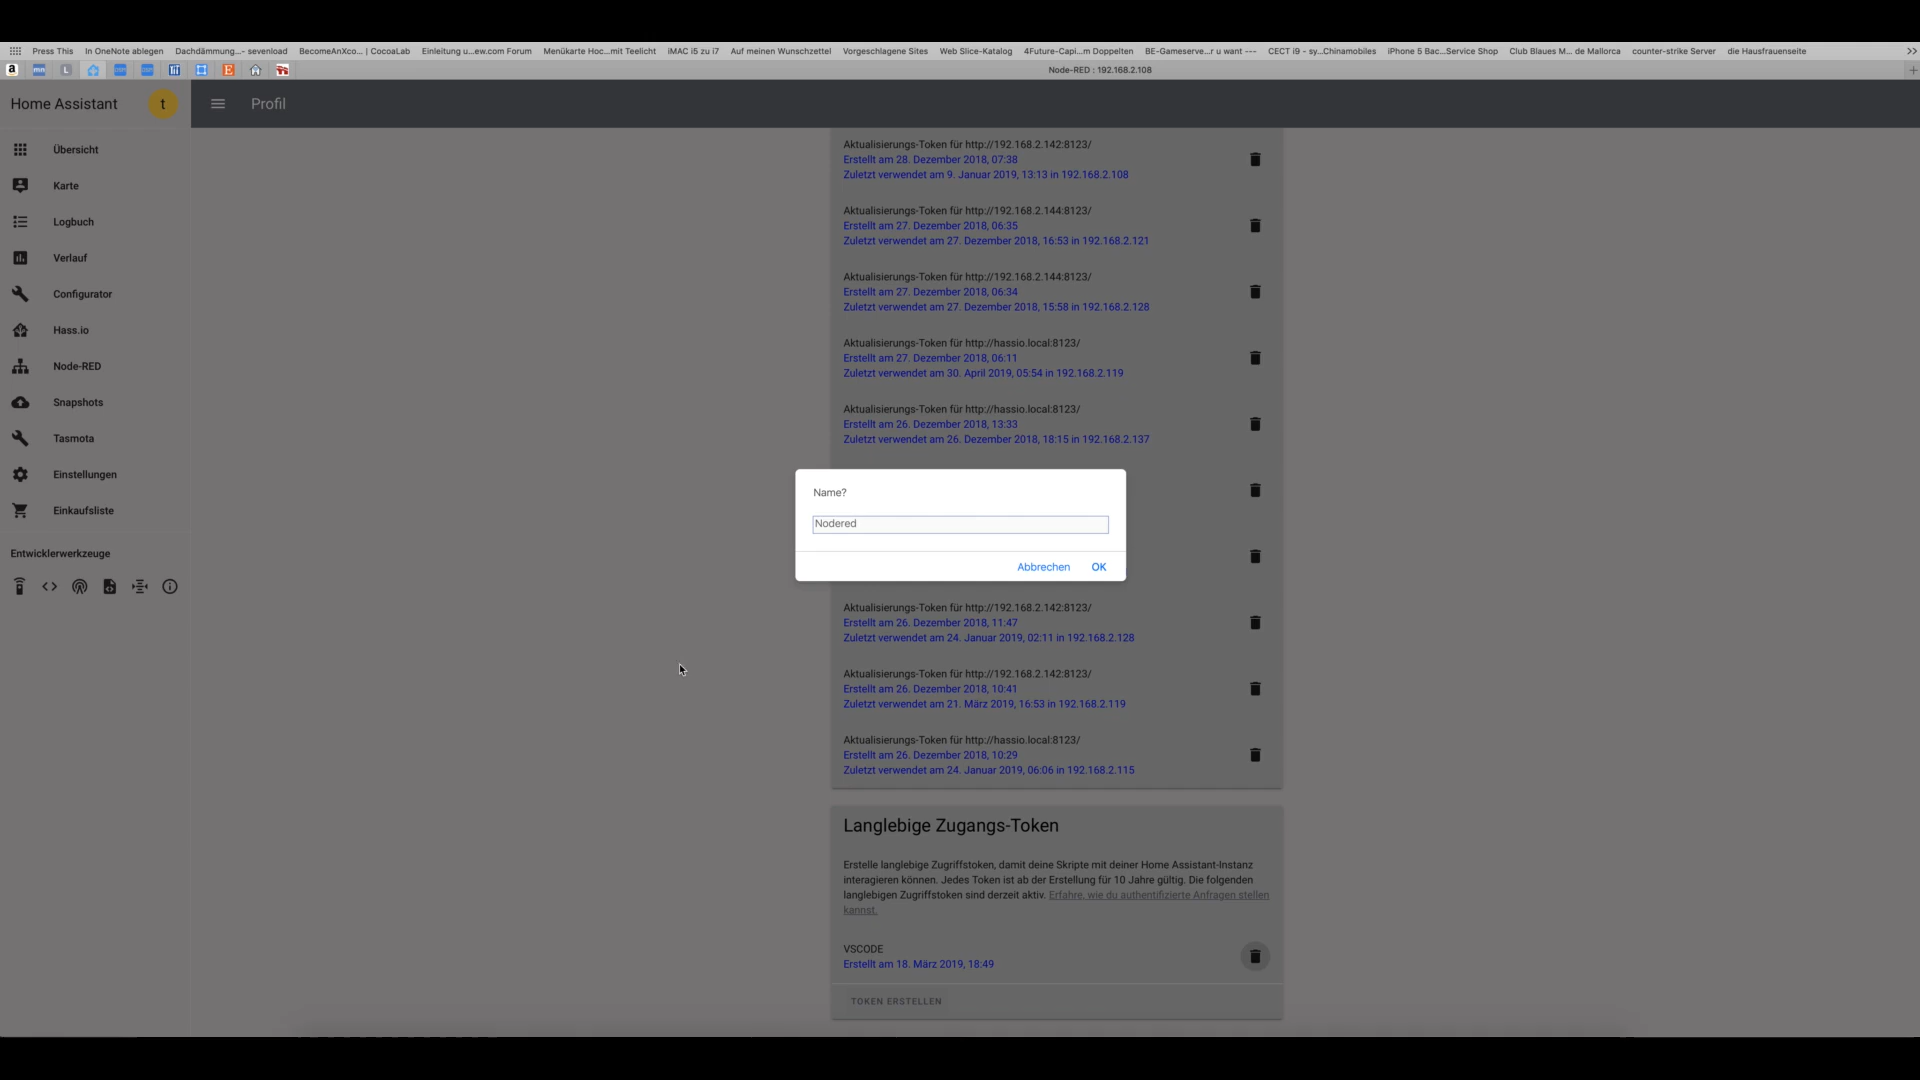 Press This In OneNote ablegen Dachdämmung...- sevenload BecomeAnXco... | CocoaLab Einleitung u...ew.com Forum Menükarte Hoc...mit Teelicht iMAC i5 zu i7 Auf meinen Wunschzettel Vorgeschlagene Sites Web Slice-Katalog 4Future-Capi...m Doppelten BE-Gameserve...r u want --- CECT i9 - sy...Chinamobiles iPhone 5 Bac...Service Shop Club Blaues M... de Mallorca counter-strike Server die Hausfrauenseite
Node-RED : 192.168.2.108
Home Assistant
t
Profil
Übersicht
Karte
Logbuch
Verlauf
Configurator
Hass.io
Node-RED
Snapshots
Tasmota
Einstellungen
Einkaufsliste
Entwicklerwerkzeuge
Aktualisierungs-Token für http://192.168.2.142:8123/
Erstellt am 28. Dezember 2018, 07:38
Zuletzt verwendet am 9. Januar 2019, 13:13 in 192.168.2.108
Aktualisierungs-Token für http://192.168.2.144:8123/
Erstellt am 27. Dezember 2018, 06:35
Zuletzt verwendet am 27. Dezember 2018, 16:53 in 192.168.2.121
Aktualisierungs-Token für http://192.168.2.144:8123/
Erstellt am 27. Dezember 2018, 06:34
Zuletzt verwendet am 27. Dezember 2018, 15:58 in 192.168.2.128
Aktualisierungs-Token für http://hassio.local:8123/
Erstellt am 27. Dezember 2018, 06:11
Zuletzt verwendet am 30. April 2019, 05:54 in 192.168.2.119
Aktualisierungs-Token für http://hassio.local:8123/
Erstellt am 26. Dezember 2018, 13:33
Zuletzt verwendet am 26. Dezember 2018, 18:15 in 192.168.2.137
Name?
Nodered
Abbrechen OK
Aktualisierungs-Token für http://192.168.2.142:8123/
Erstellt am 26. Dezember 2018, 11:47
Zuletzt verwendet am 24. Januar 2019, 02:11 in 192.168.2.128
Aktualisierungs-Token für http://192.168.2.142:8123/
Erstellt am 26. Dezember 2018, 10:41
Zuletzt verwendet am 21. März 2019, 16:53 in 192.168.2.119
Aktualisierungs-Token für http://hassio.local:8123/
Erstellt am 26. Dezember 2018, 10:29
Zuletzt verwendet am 24. Januar 2019, 06:06 in 192.168.2.115
Langlebige Zugangs-Token
Erstelle langlebige Zugriffstoken, damit deine Skripte mit deiner Home Assistant-Instanz
interagieren können. Jedes Token ist ab der Erstellung für 10 Jahre gültig. Die folgenden
langlebigen Zugriffstoken sind derzeit aktiv. Erfahre, wie du authentifizierte Anfragen stellen
kannst.
VSCODE
Erstellt am 18. März 2019, 18:49
TOKEN ERSTELLEN